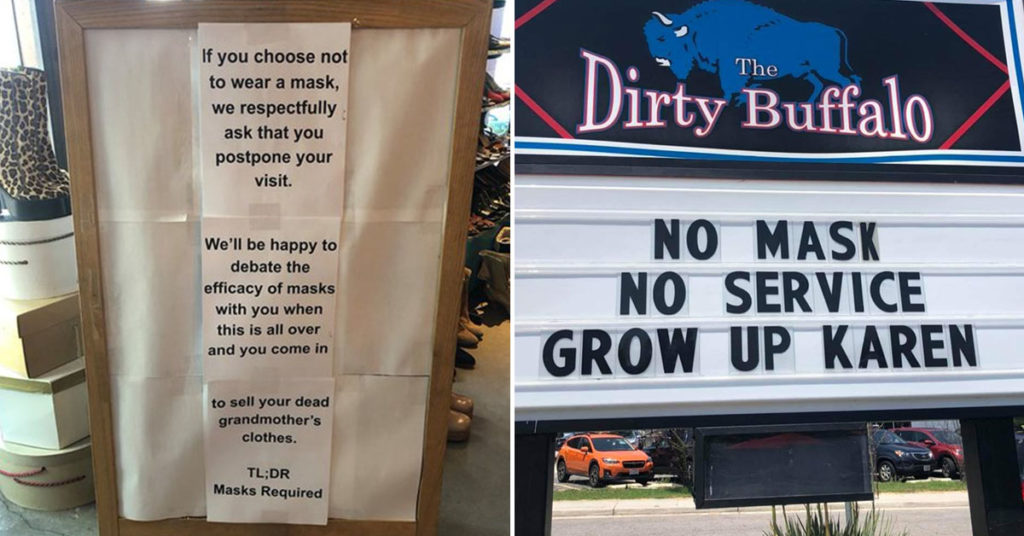 If you choose not
to wear a mask,
we respectfully
ask that you
postpone your
visit.
We'll be happy to
debate the
efficacy of masks
with you when
this is all over
and you come in
to sell your dead
grandmother's
clothes.
TL;DR
Masks Required
The
Dirty Buffalo
NO MASK
NO SERVICE
GROW UP KAREN